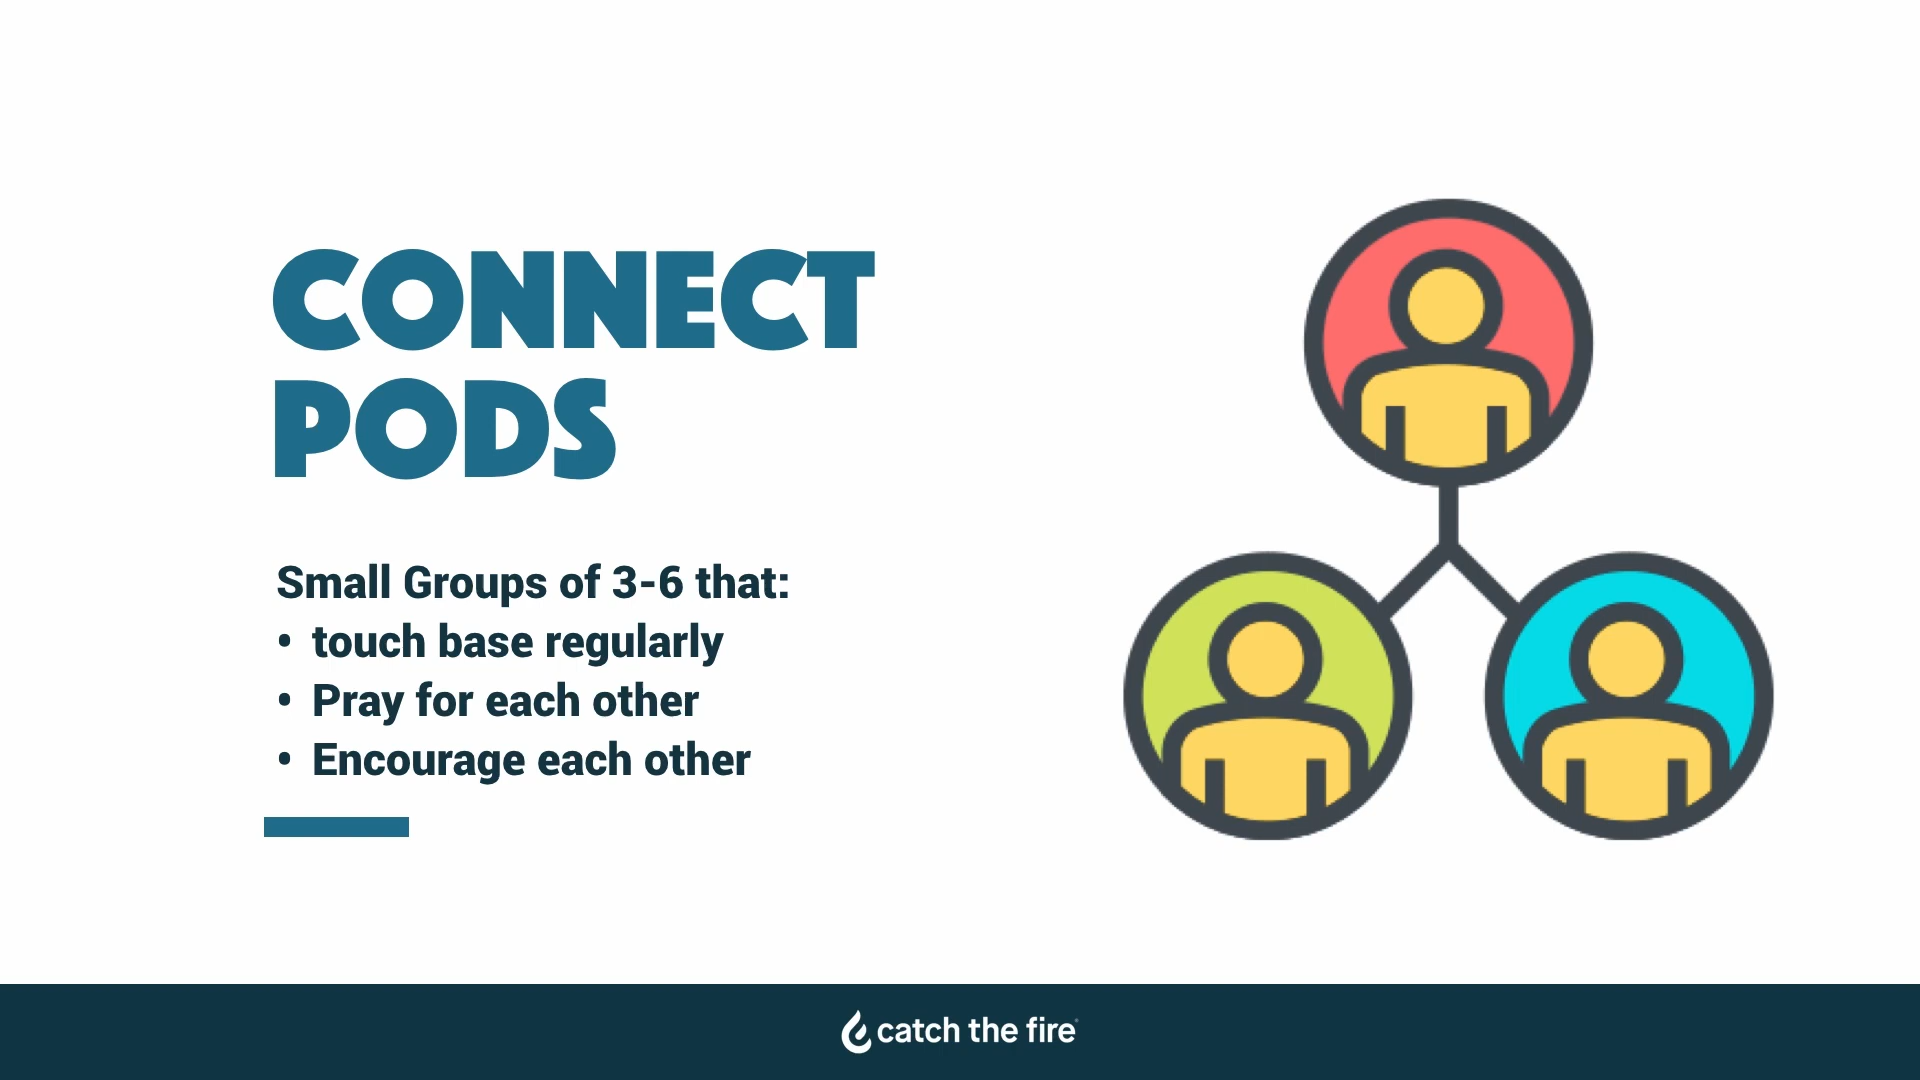 CONNECT
PODS
Small Groups of 3-6 that:
• touch base regularly
• Pray for each other
• Encourage each other
catch the fire